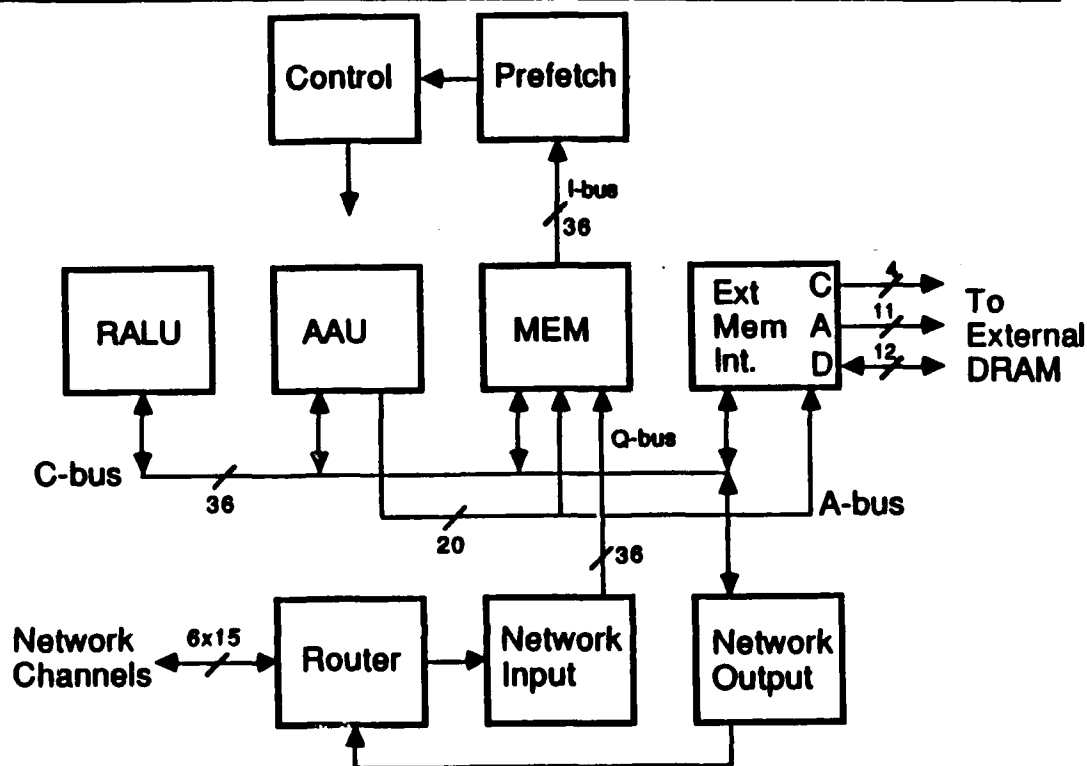 Control
Prefetch
I-bus
36
RALU
AAU
MEM
Ext
Mem
Int.
C
A
D
4
11
12
To
External
DRAM
Q-bus
C-bus
36
20
A-bus
36
Network
Channels
6x15
Router
Network
Input
Network
Output